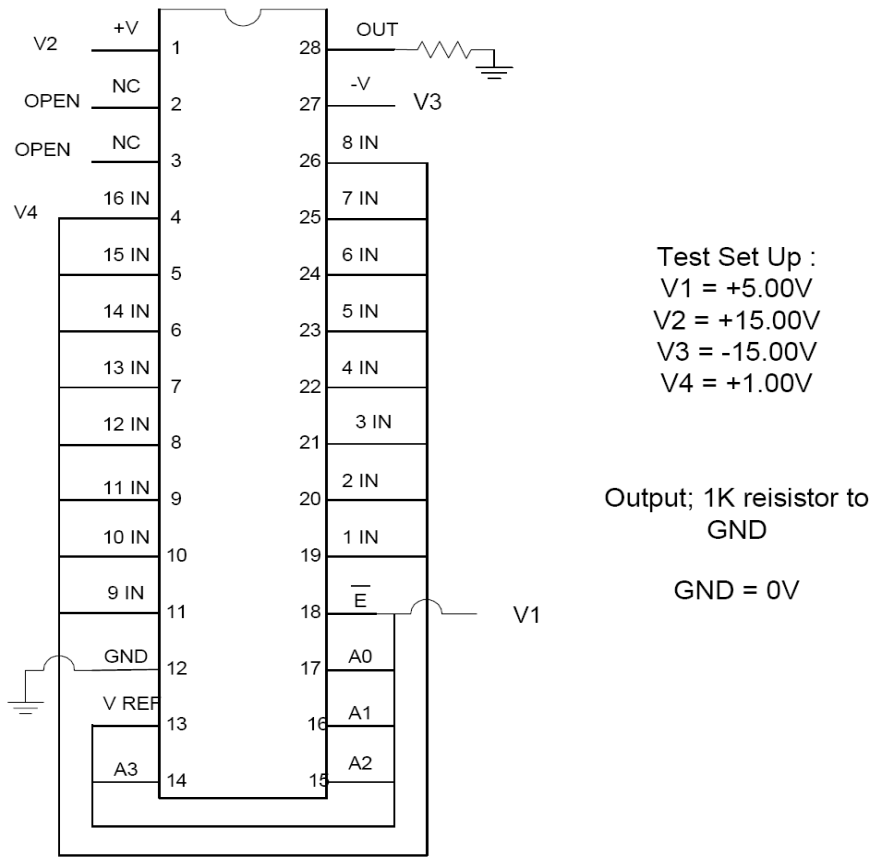 V2 +V 1 28 OUT
OPEN NC 2 27 -V V3
OPEN NC 3 26 8 IN
V4 16 IN 4 25 7 IN
15 IN 5 24 6 IN
14 IN 6 23 5 IN
13 IN 7 22 4 IN
12 IN 8 21 3 IN
11 IN 9 20 2 IN
10 IN 10 19 1 IN
9 IN 11 18 E V1
GND 12 17 A0
V REF 13 16 A1
A3 14 15 A2
Test Set Up :
V1 = +5.00V
V2 = +15.00V
V3 = -15.00V
V4 = +1.00V
Output; 1K reisistor to
GND
GND = 0V